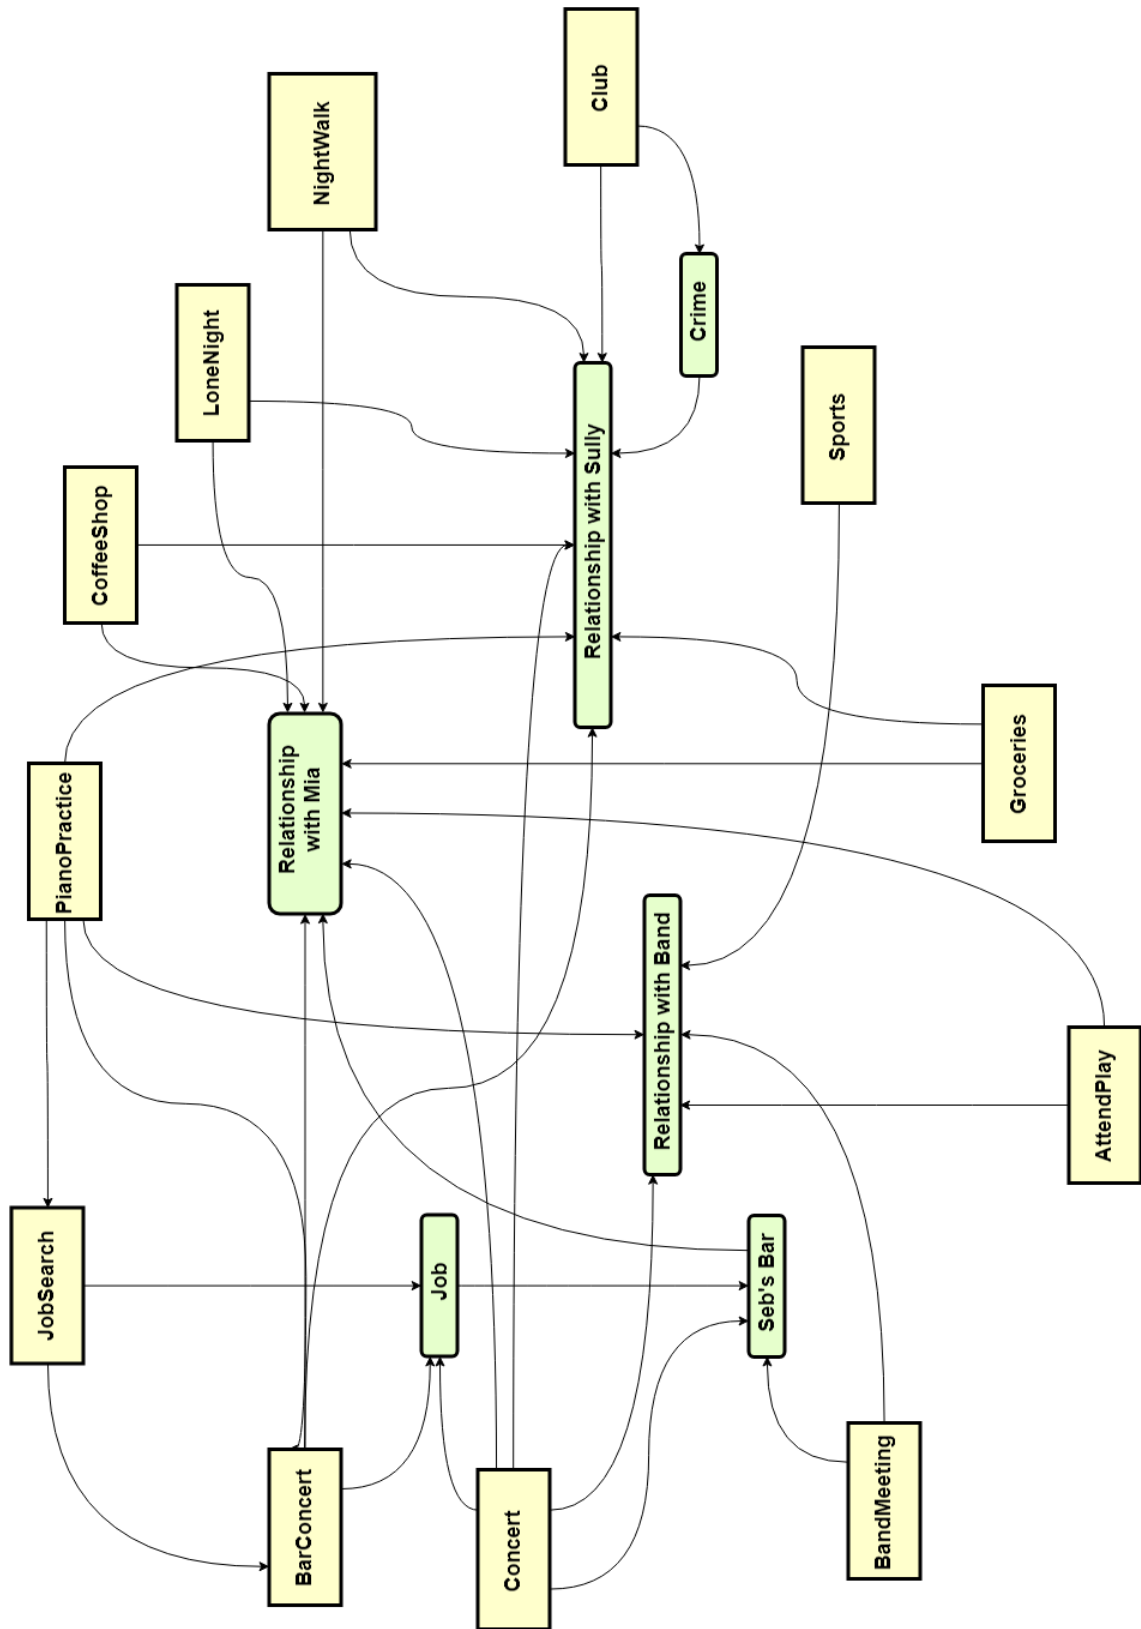 Club
NightWalk
LoneNight
CoffeeShop
Crime
Sports
Relationship with Sully
PianoPractice
Relationship
with Mia
Groceries
Relationship with Band
AttendPlay
JobSearch
Job
Seb's Bar
BarConcert
Concert
BandMeeting